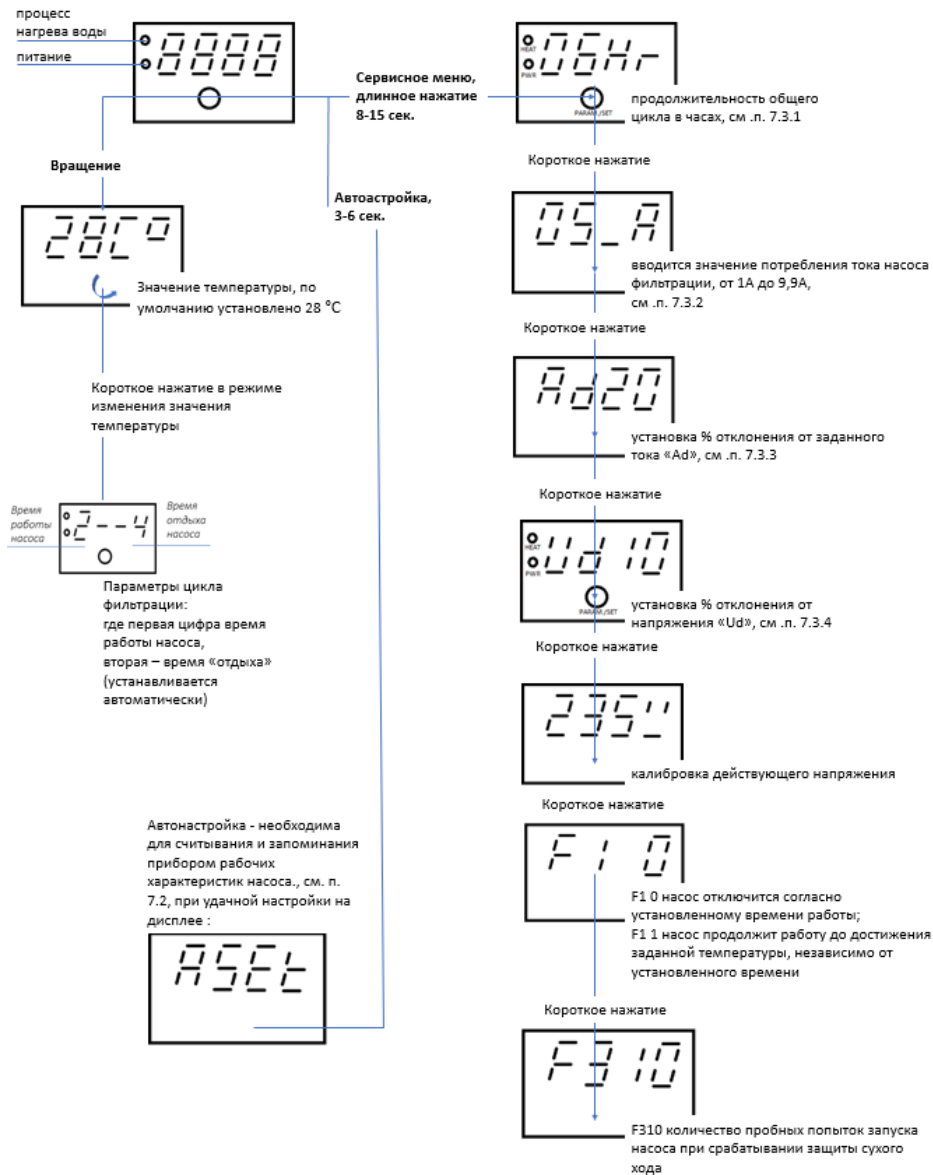 процесс
нагрева воды
питание
8888
Сервисное меню,
длинное нажатие
8-15 сек.
HEAT
06Hr
PWR
PARAM./SET
продолжительность общего
цикла в часах, см .п. 7.3.1
Вращение
Автоастройка,
3-6 сек.
28C°
Значение температуры, по
умолчанию установлено 28 °C
Короткое нажатие в режиме
изменения значения
температуры
Время
работы
насоса
2--4
Время
отдыха
насоса
Параметры цикла
фильтрации:
где первая цифра время
работы насоса,
вторая – время «отдыха»
(устанавливается
автоматически)
Автонастройка - необходима
для считывания и запоминания
прибором рабочих
характеристик насоса., см. п.
7.2, при удачной настройки на
дисплее :
ASEt
Короткое нажатие
05_A
вводится значение потребления тока насоса
фильтрации, от 1А до 9,9А,
см .п. 7.3.2
Короткое нажатие
Ad20
установка % отклонения от заданного
тока «Ad», см .п. 7.3.3
Короткое нажатие
HEAT
Ud10
PWR
PARAM./SET
установка % отклонения от
напряжения «Ud», см .п. 7.3.4
Короткое нажатие
235
калибровка действующего напряжения
Короткое нажатие
F1 0
F1 0 насос отключится согласно
установленному времени работы;
F1 1 насос продолжит работу до достижения
заданной температуры, независимо от
установленного времени
Короткое нажатие
F310
F310 количество пробных попыток запуска
насоса при срабатывании защиты сухого
хода